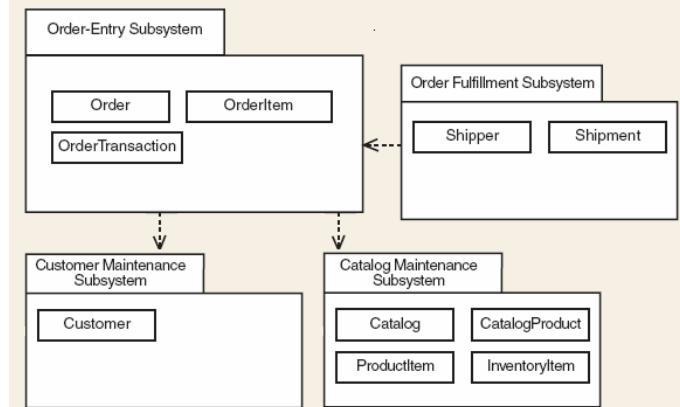 Order-Entry Subsystem
Order
OrderItem
OrderTransaction
Order Fulfillment Subsystem
Shipper
Shipment
Customer Maintenance
Subsystem
Customer
Catalog Maintenance
Subsystem
Catalog
CatalogProduct
ProductItem
InventoryItem